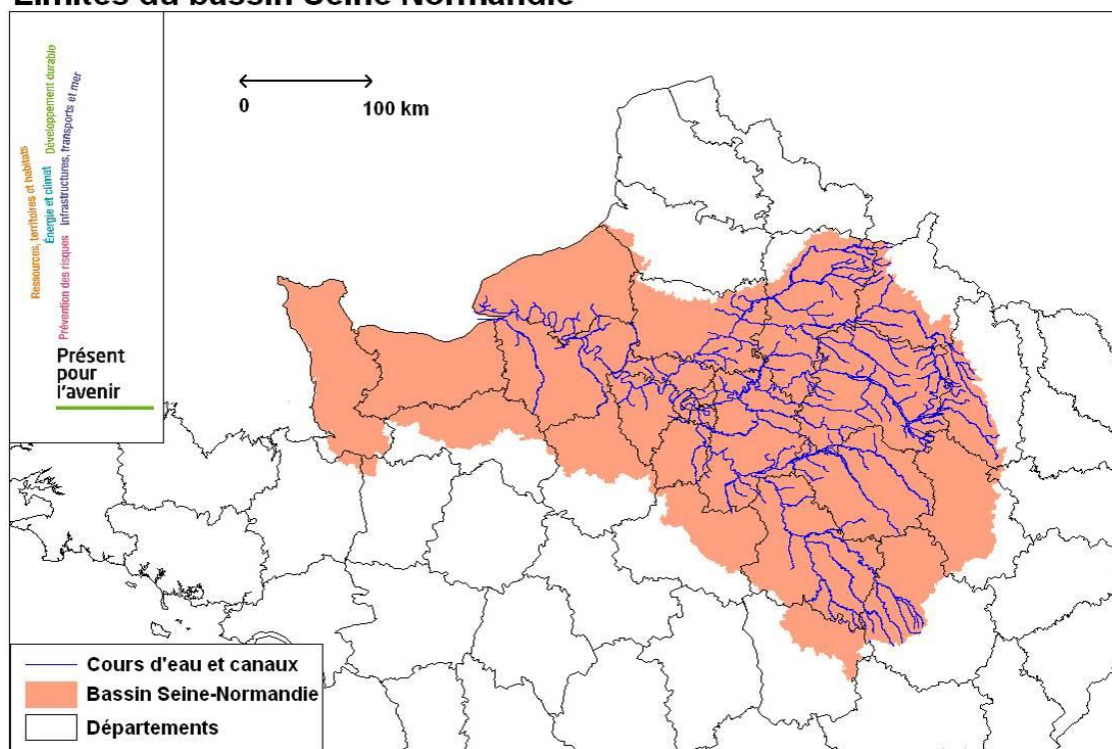 Limites du bassin Seine Normandie
Ressources, territoires et habitats
Énergie et climat
Développement durable
Prévention des risques
Infrastructures, transports et mer
Présent
pour
l'avenir
0
100 km
Cours d'eau et canaux
Bassin Seine-Normandie
Départements